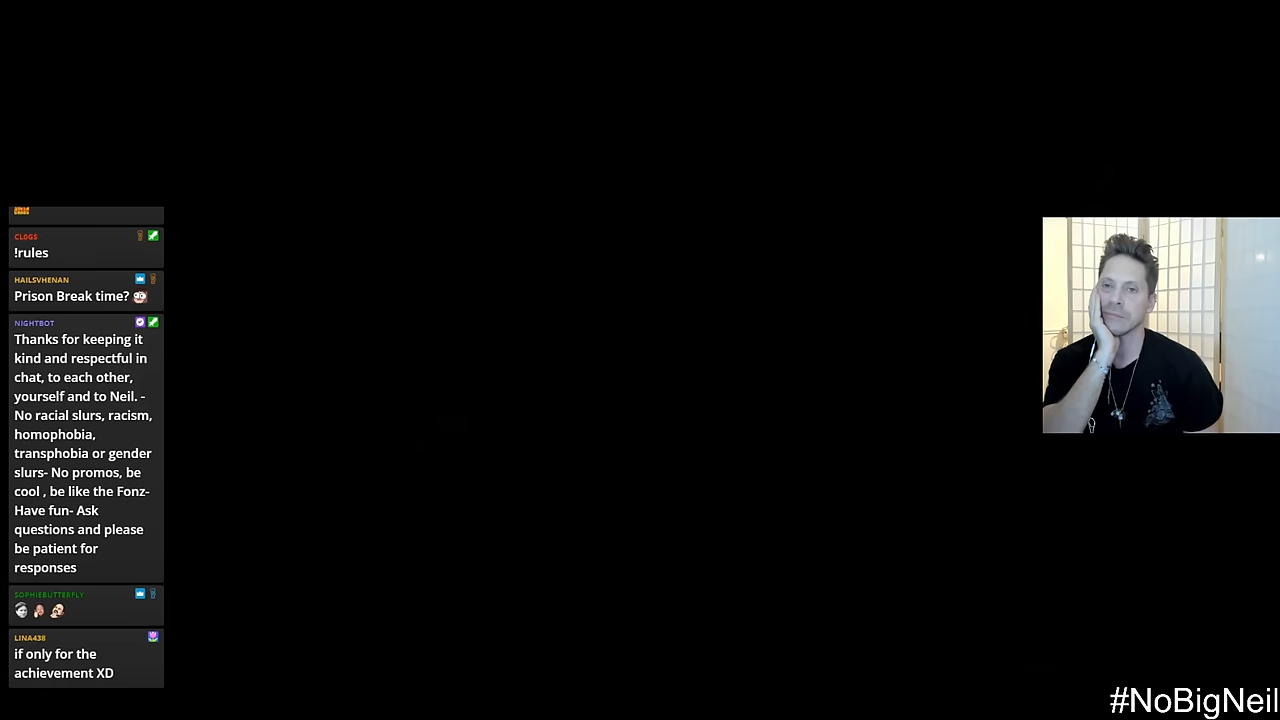 CL0GS
!rules
HAILSVHENAN
Prison Break time?
NIGHTBOT
Thanks for keeping it
kind and respectful in
chat, to each other,
yourself and to Neil. -
No racial slurs, racism,
homophobia,
transphobia or gender
slurs- No promos, be
cool , be like the Fonz-
Have fun- Ask
questions and please
be patient for
responses
SOPHIEBUTTERFLY
LINA438
if only for the
achievement XD
#NoBigNeil